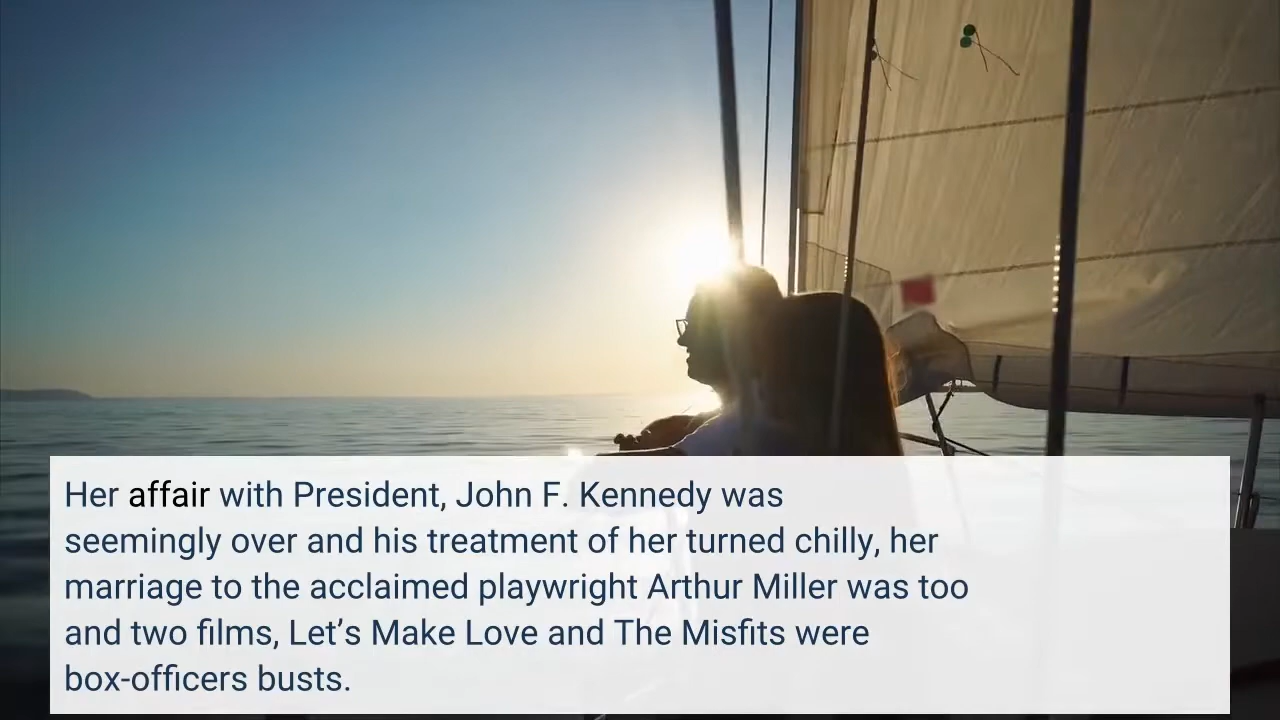 Her affair with President, John F. Kennedy was
seemingly over and his treatment of her turned chilly, her
marriage to the acclaimed playwright Arthur Miller was too
and two films, Let’s Make Love and The Misfits were
box-officers busts.